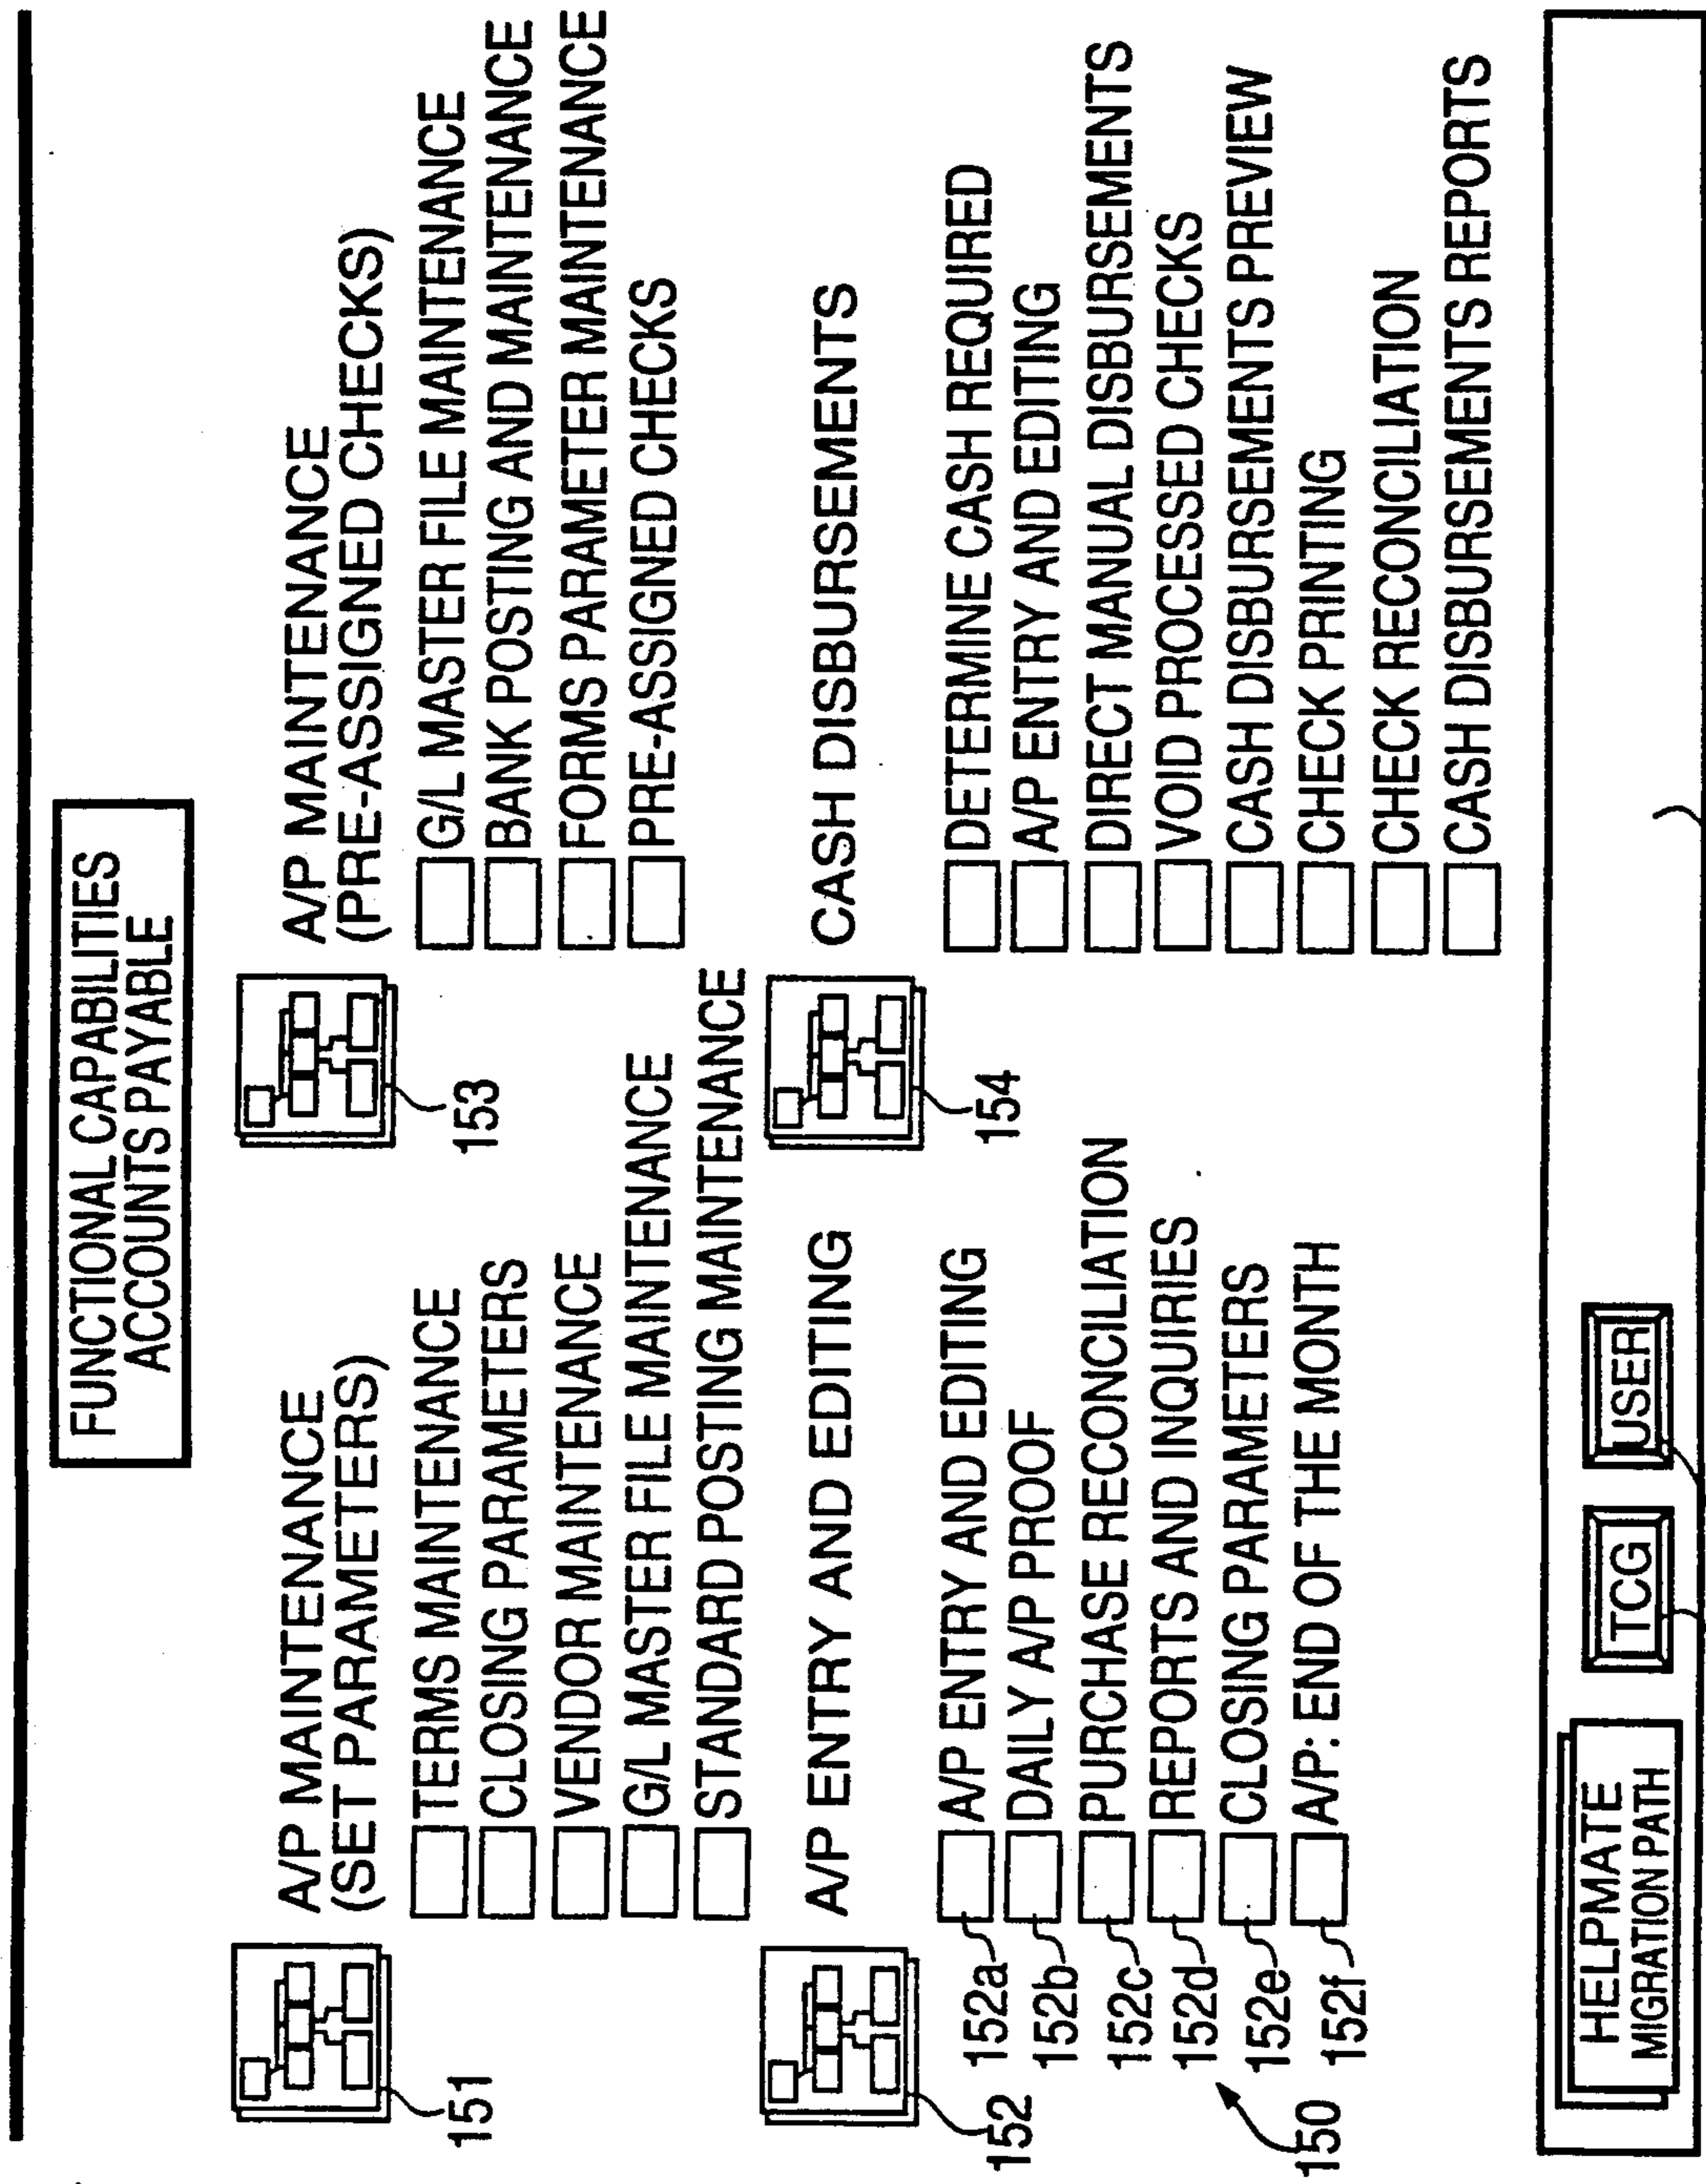 FUNCTIONAL CAPABILITIES
ACCOUNTS PAYABLE
151
A/P MAINTENANCE
(SET PARAMETERS)
TERMS MAINTENANCE
CLOSING PARAMETERS
VENDOR MAINTENANCE
G/L MASTER FILE MAINTENANCE
STANDARD POSTING MAINTENANCE
153
A/P MAINTENANCE
(PRE-ASSIGNED CHECKS)
G/L MASTER FILE MAINTENANCE
BANK POSTING AND MAINTENANCE
FORMS PARAMETER MAINTENANCE
PRE-ASSIGNED CHECKS
152
A/P ENTRY AND EDITING
152a A/P ENTRY AND EDITING
152b DAILY A/P PROOF
152c PURCHASE RECONCILIATION
152d REPORTS AND INQUIRIES
152e CLOSING PARAMETERS
152f A/P: END OF THE MONTH
150
154
CASH DISBURSEMENTS
DETERMINE CASH REQUIRED
A/P ENTRY AND EDITING
DIRECT MANUAL DISBURSEMENTS
VOID PROCESSED CHECKS
CASH DISBURSEMENTS PREVIEW
CHECK PRINTING
CHECK RECONCILIATION
CASH DISBURSEMENTS REPORTS
HELPMATE
MIGRATION PATH
TCG
USER